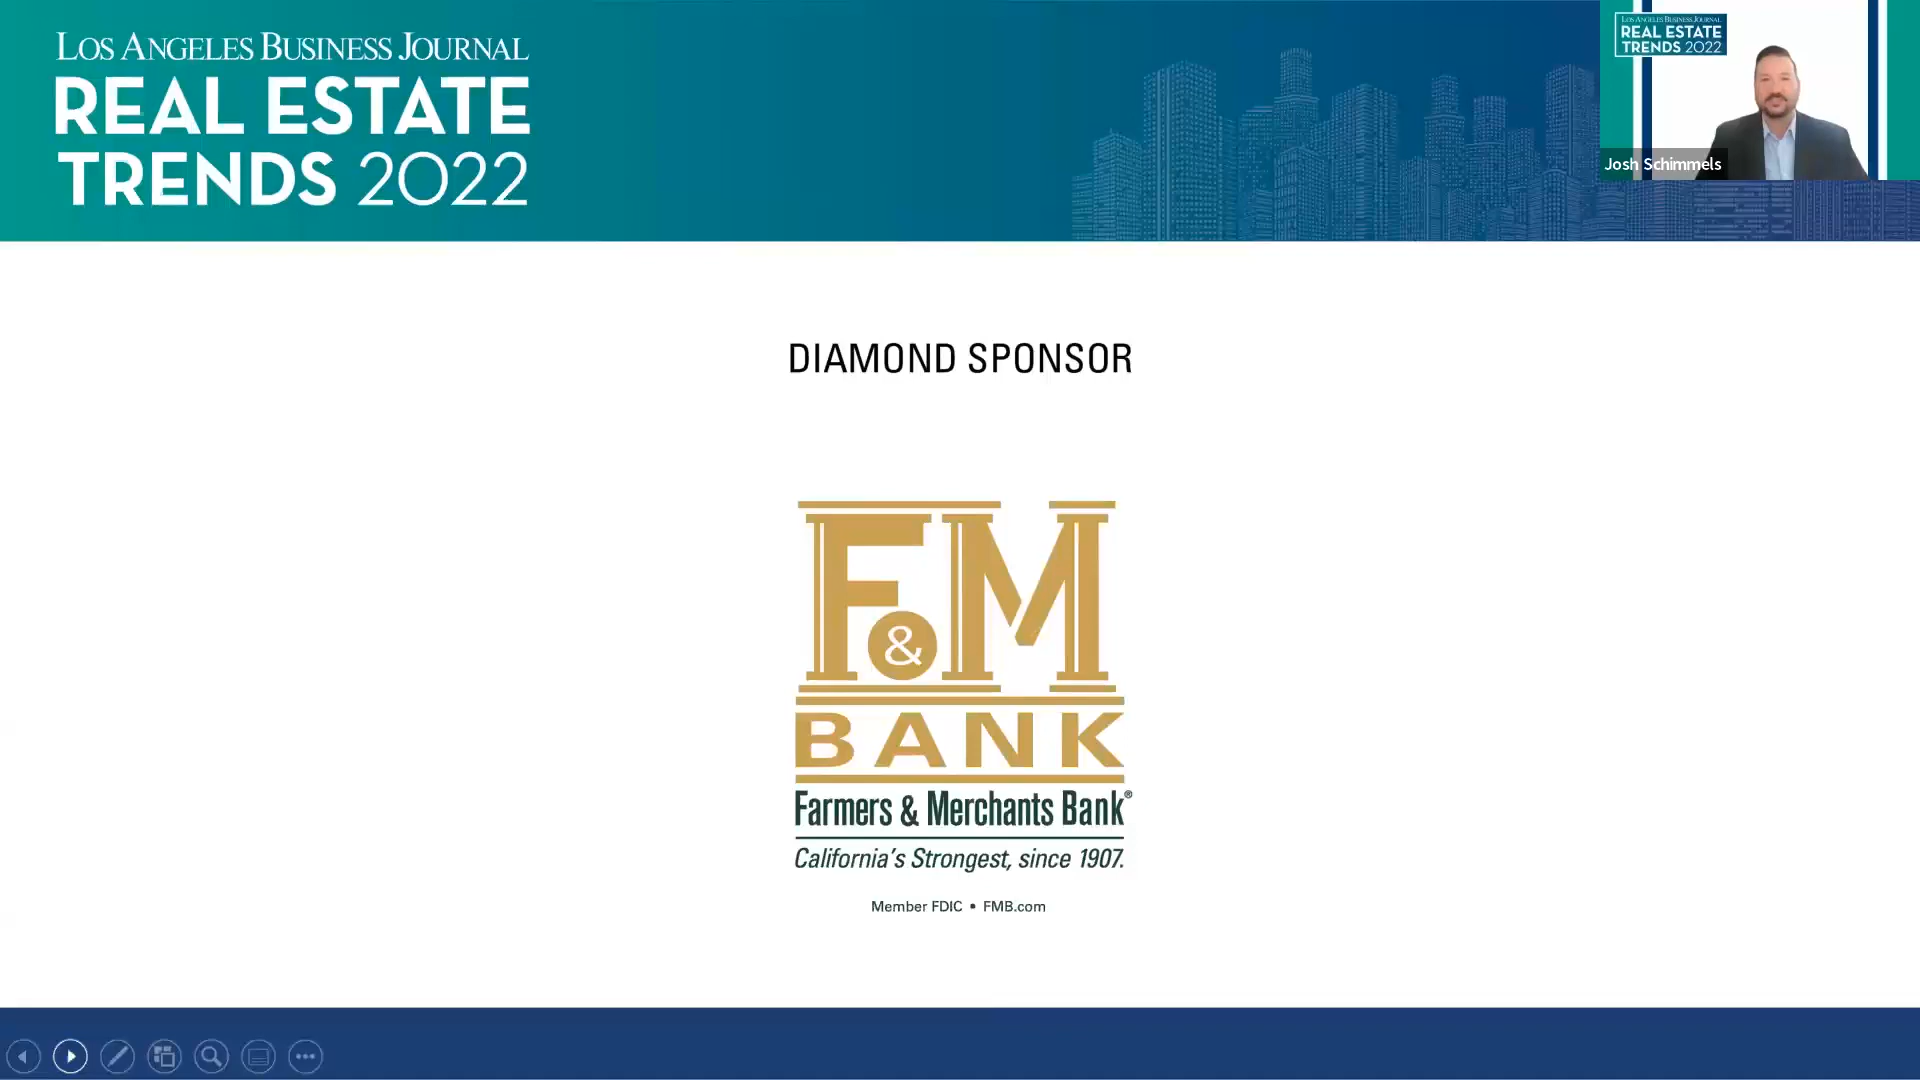 LOS ANGELES BUSINESS JOURNAL
REAL ESTATE
TRENDS 2022
LOS ANGELES BUSINESS JOURNAL
REAL ESTATE
TRENDS 2022
Josh Schimmels
DIAMOND SPONSOR
F&M
BANK
Farmers & Merchants Bank®
California's Strongest, since 1907.
Member FDIC • FMB.com